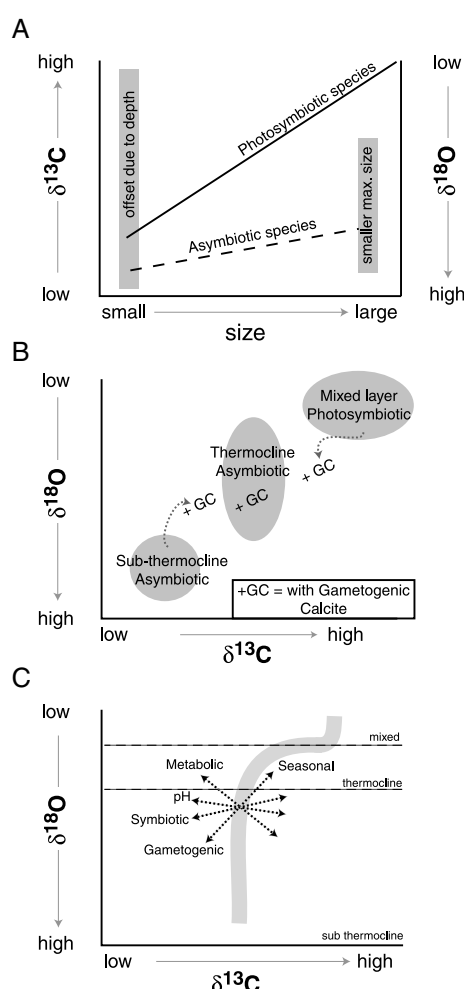 A
high
low
δ13C
offset due to depth
Photosymbiotic species
Asymbiotic species
smaller max. size
δ18O
low
high
small
large
size
B
low
Mixed layer
Photosymbiotic
Thermocline
Asymbiotic
+ GC
+ GC
+ GC
δ18O
Sub-thermocline
Asymbiotic
+GC = with Gametogenic
Calcite
high
low
high
δ13C
C
low
mixed
Metabolic
Seasonal
thermocline
pH
δ18O
Symbiotic
Gametogenic
high
sub thermocline
low
high
δ13C